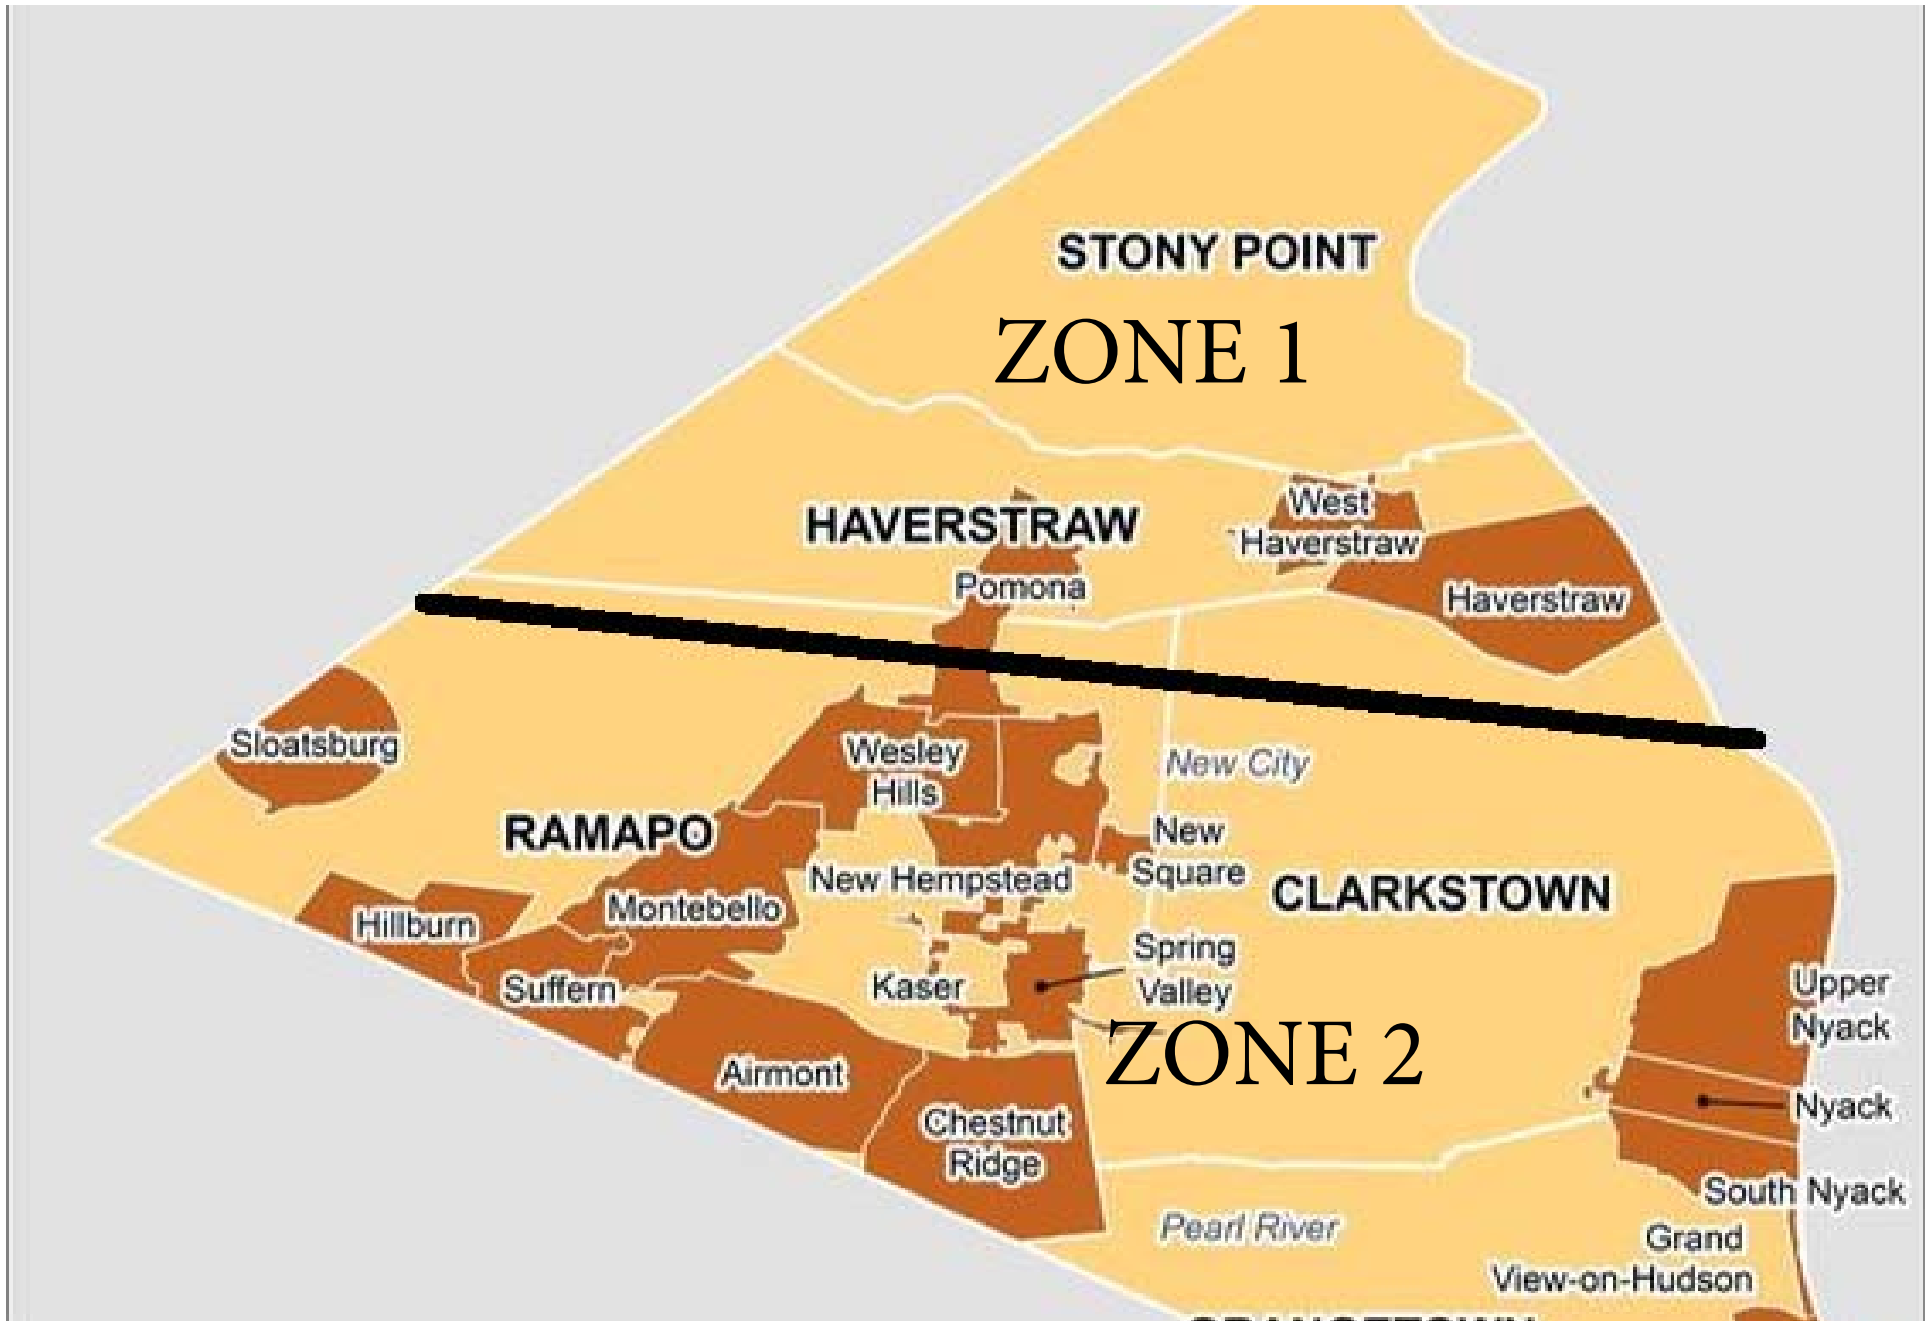 STONY POINT
ZONE 1
West
Haverstraw
HAVERSTRAW
Pomona
Haverstraw
Sloatsburg
Wesley
Hills
New City
RAMAPO
New
Square
New Hempstead
CLARKSTOWN
Montebello
Hillburn
Spring
Valley
Suffern
Kaser
Upper
Nyack
ZONE 2
Airmont
Nyack
Chestnut
Ridge
South Nyack
Pearl River
Grand
View-on-Hudson